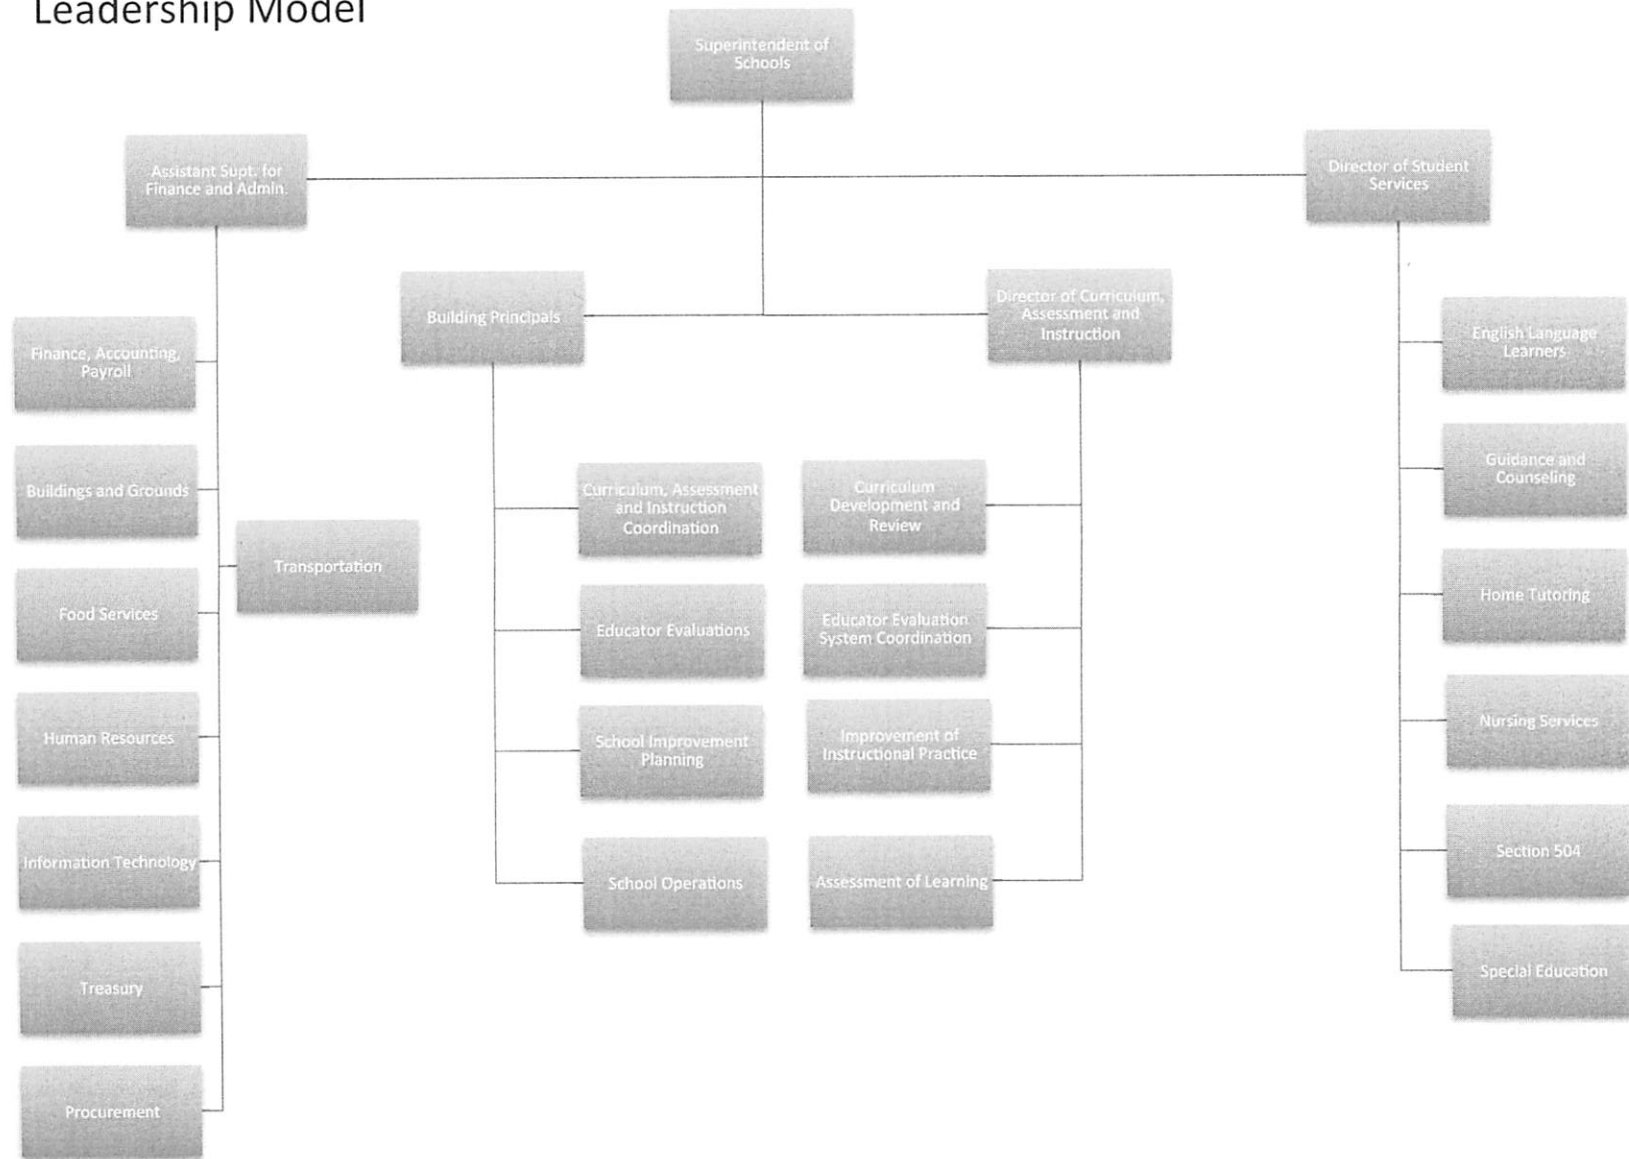 Leadership Model
Superintendent of
Schools
Assistant Supt. for
Finance and Admin.
Director of Student
Services
Building Principals
Director of Curriculum,
Assessment and
Instruction
Finance, Accounting,
Payroll
Buildings and Grounds
Transportation
Food Services
Human Resources
Information Technology
Treasury
Procurement
Curriculum, Assessment
and Instruction
Coordination
Educator Evaluations
School Improvement
Planning
School Operations
Curriculum
Development and
Review
Educator Evaluation
System Coordination
Improvement of
Instructional Practice
Assessment of Learning
English Language
Learners
Guidance and
Counseling
Home Tutoring
Nursing Services
Section 504
Special Education